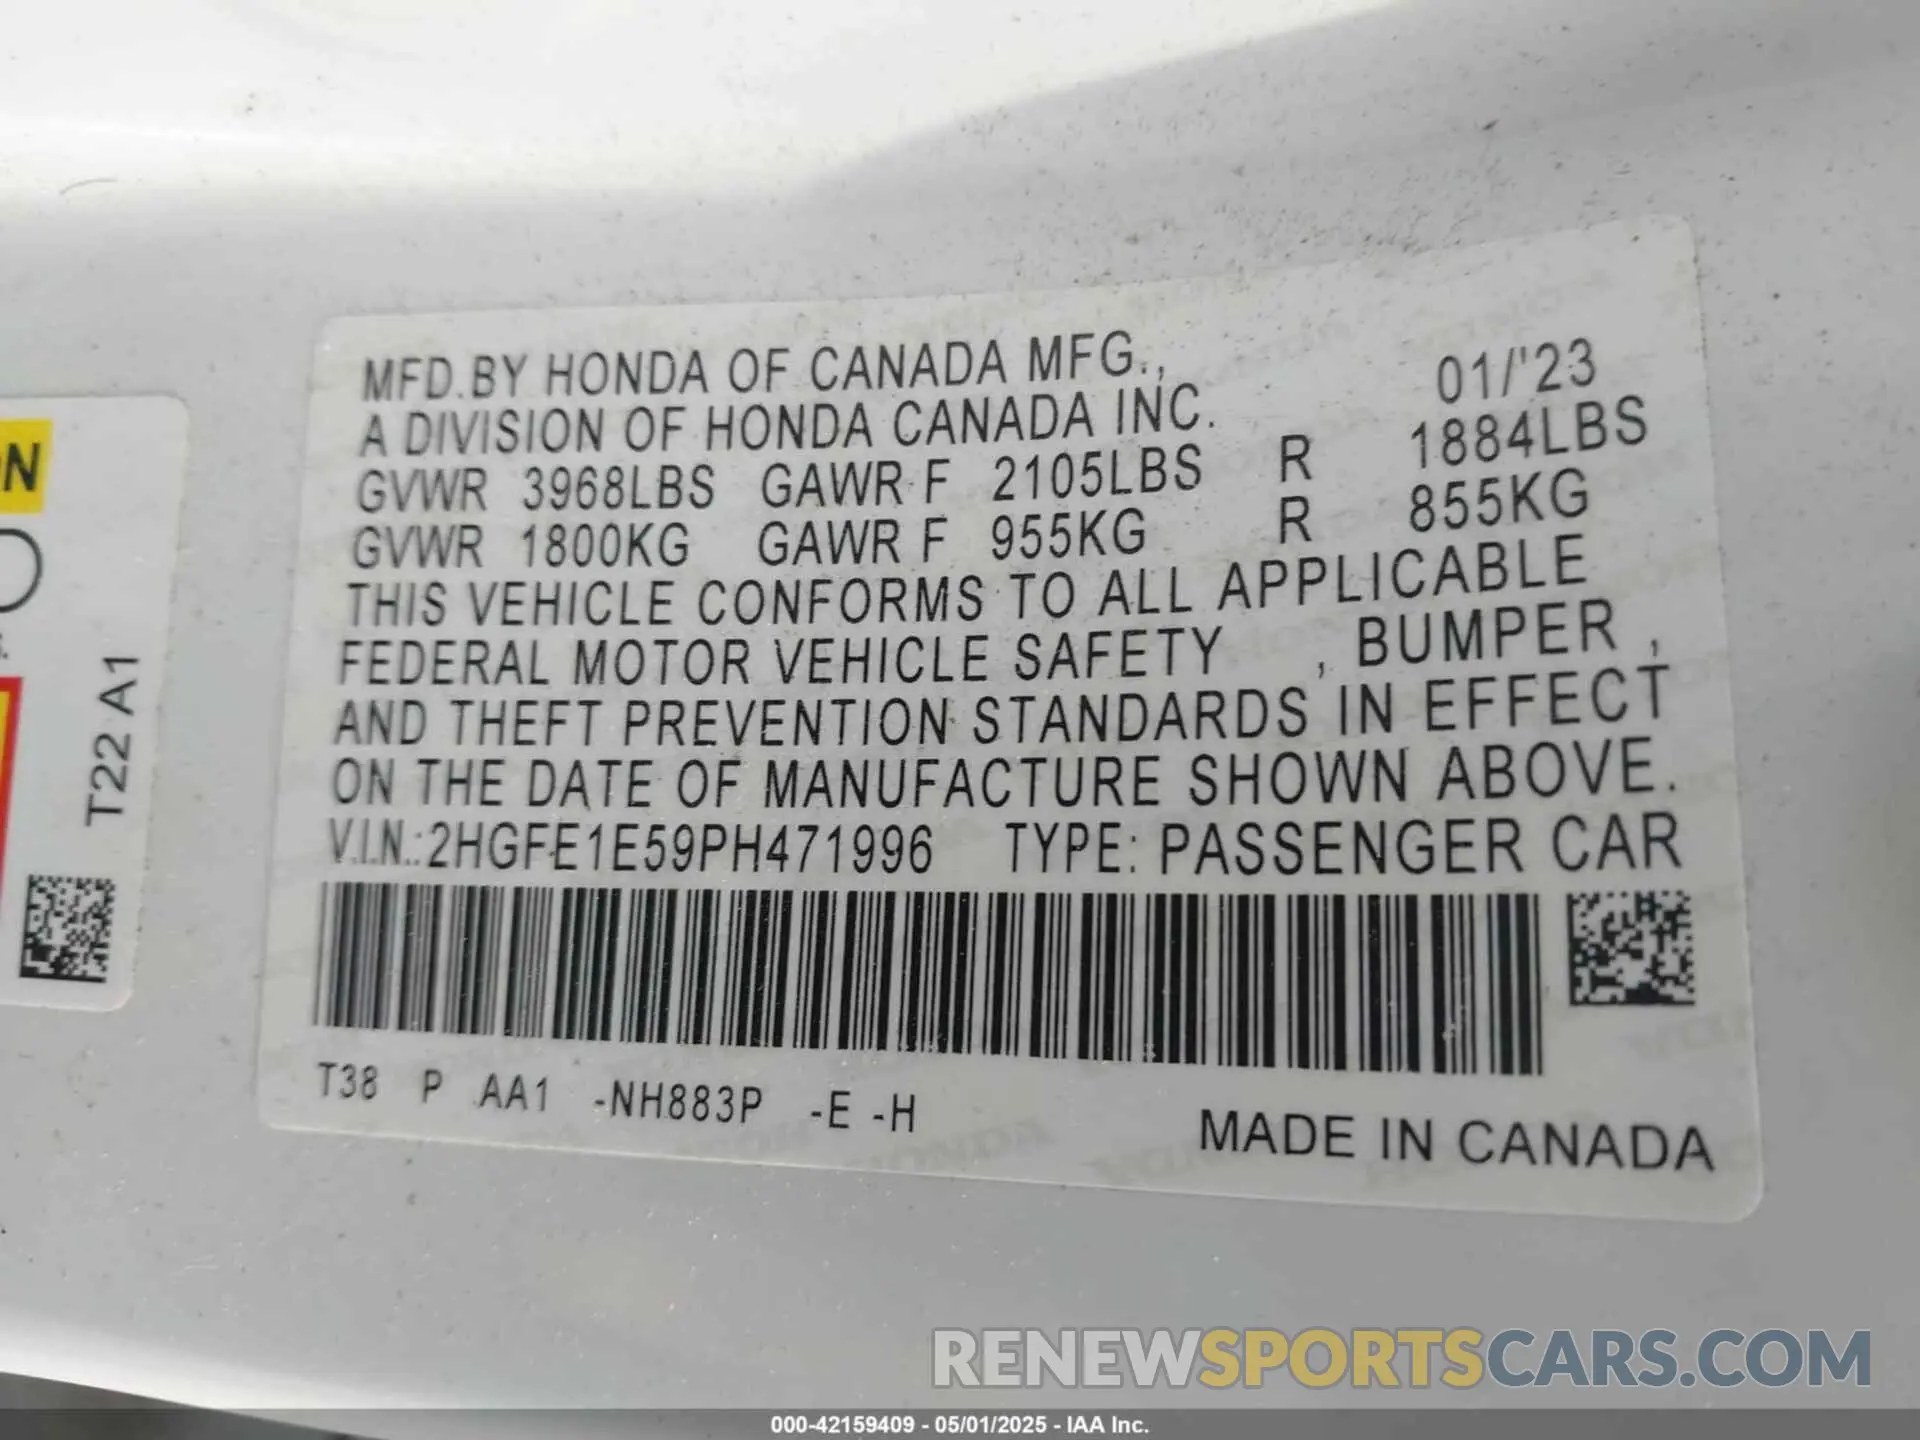 MFD.BY HONDA OF CANADA MFG., 01/'23
A DIVISION OF HONDA CANADA INC.
GVWR 3968LBS GAWR F 2105LBS R 1884LBS
GVWR 1800KG GAWR F 955KG R 855KG
THIS VEHICLE CONFORMS TO ALL APPLICABLE
FEDERAL MOTOR VEHICLE SAFETY , BUMPER ,
AND THEFT PREVENTION STANDARDS IN EFFECT
ON THE DATE OF MANUFACTURE SHOWN ABOVE.
V.I.N.:2HGFE1E59PH471996 TYPE: PASSENGER CAR
T38 P AA1 -NH883P -E -H
MADE IN CANADA
T22 A1
RENEWSPORTSCARS.COM
000-42159409 - 05/01/2025 - IAA Inc.